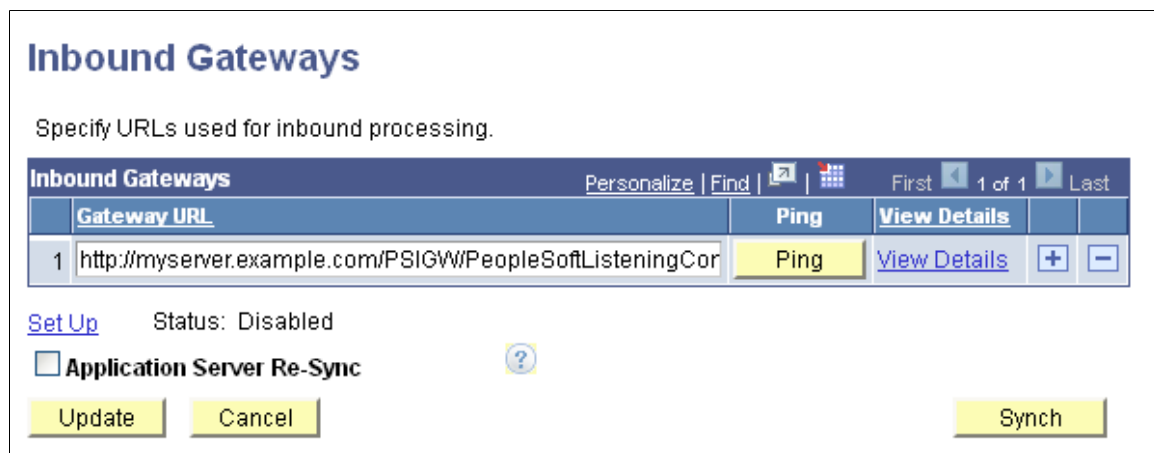 Inbound Gateways
Specify URLs used for inbound processing.
Inbound Gateways Personalize | Find | | First 1 of 1 Last
Gateway URL Ping View Details
1 http://myserver.example.com/PSIGW/PeopleSoftListeningCor Ping View Details + −
Set Up Status: Disabled
Application Server Re-Sync ?
Update Cancel Synch